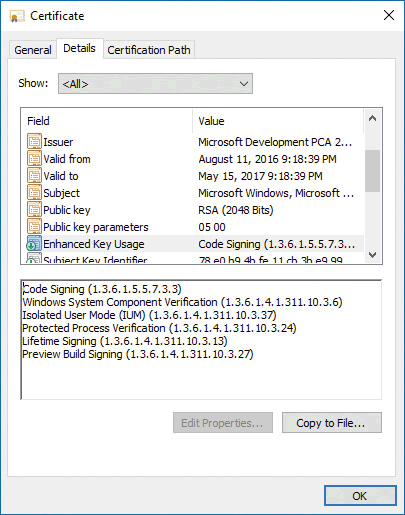 Certificate
General Details Certification Path
Show: <All>
Field Value
Issuer Microsoft Development PCA 2...
Valid from August 11, 2016 9:18:39 PM
Valid to May 15, 2017 9:18:39 PM
Subject Microsoft Windows, Microsoft ...
Public key RSA (2048 Bits)
Public key parameters 05 00
Enhanced Key Usage Code Signing (1.3.6.1.5.5.7.3....
Subject Key Identifier 78 e0 b9 4b fe 11 cb 3b e9 99
Code Signing (1.3.6.1.5.5.7.3.3)
Windows System Component Verification (1.3.6.1.4.1.311.10.3.6)
Isolated User Mode (IUM) (1.3.6.1.4.1.311.10.3.37)
Protected Process Verification (1.3.6.1.4.1.311.10.3.24)
Lifetime Signing (1.3.6.1.4.1.311.10.3.13)
Preview Build Signing (1.3.6.1.4.1.311.10.3.27)
Edit Properties... Copy to File...
OK